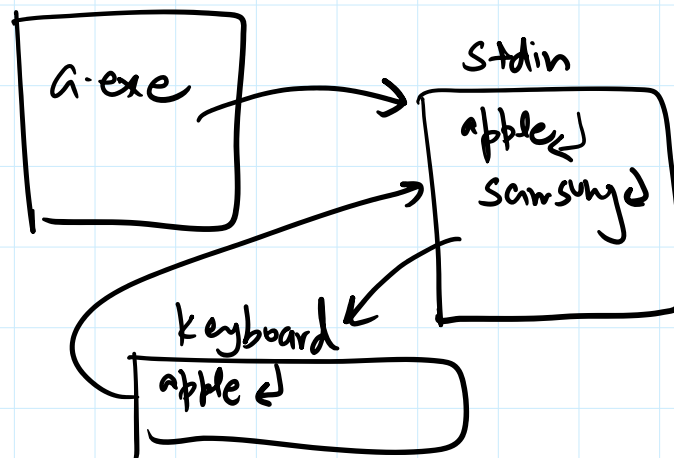 a.exe
stdin
apple↵
samsung↵
keyboard
apple ↵